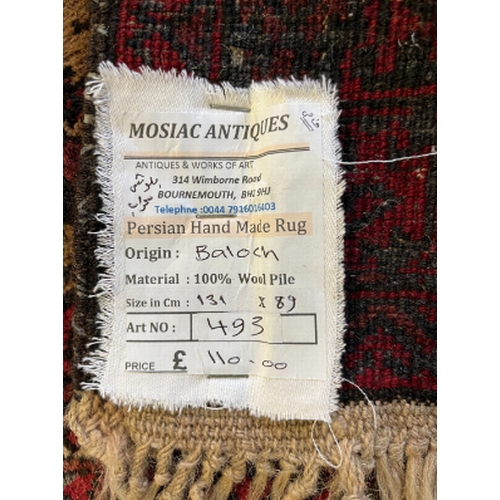 MOSIAC ANTIQUES
ANTIQUES & WORKS OF ART
314 Wimborne Road
BOURNEMOUTH, BH2 9HJ
Telephne :0044 7916016403
Persian Hand Made Rug
Origin : Baloch
Material : 100% Wool Pile
Size in Cm : 131 x 89
Art NO : 493
PRICE £ 110.00